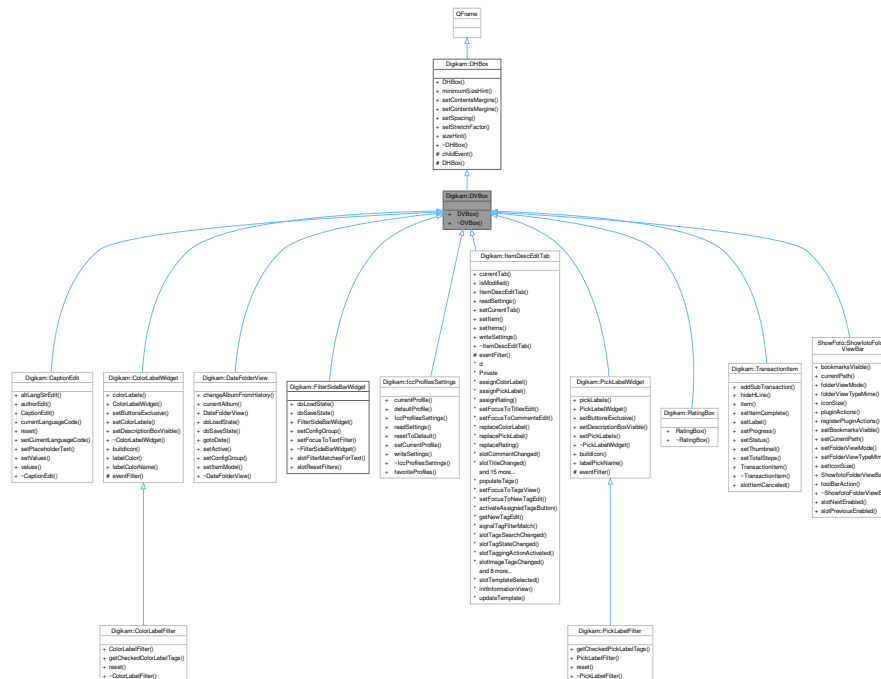 QFrame
Digikam::DHBox
+ DHBox()
+ minimumSizeHint()
+ setContentsMargins()
+ setContentsMargins()
+ setSpacing()
+ setStretchFactor()
+ sizeHint()
+ ~DHBox()
# childEvent()
# DHBox()
Digikam::DVBox
+ DVBox()
+ ~DVBox()
Digikam::CaptionEdit
+ altLangStrEdit()
+ authorEdit()
+ CaptionEdit()
+ currentLanguageCode()
+ reset()
+ setCurrentLanguageCode()
+ setPlaceholderText()
+ setValues()
+ values()
+ ~CaptionEdit()
Digikam::ColorLabelWidget
+ colorLabels()
+ ColorLabelWidget()
+ setButtonsExclusive()
+ setColorLabels()
+ setDescriptionBoxVisible()
+ ~ColorLabelWidget()
+ buildIcon()
+ labelColor()
+ labelColorName()
# eventFilter()
Digikam::DateFolderView
+ changeAlbumFromHistory()
+ currentAlbum()
+ DateFolderView()
+ doLoadState()
+ doSaveState()
+ gotoDate()
+ setActive()
+ setConfigGroup()
+ setItemModel()
+ ~DateFolderView()
Digikam::FilterSideBarWidget
+ doLoadState()
+ doSaveState()
+ FilterSideBarWidget()
+ setConfigGroup()
+ setFocusToTextFilter()
+ ~FilterSideBarWidget()
+ slotFilterMatchesForText()
+ slotResetFilters()
Digikam::IccProfilesSettings
+ currentProfile()
+ defaultProfile()
+ IccProfilesSettings()
+ readSettings()
+ resetToDefault()
+ setCurrentProfile()
+ writeSettings()
+ ~IccProfilesSettings()
+ favoriteProfiles()
Digikam::ItemDescEditTab
+ currentTab()
+ isModified()
+ ItemDescEditTab()
+ readSettings()
+ setCurrentTab()
+ setItem()
+ setItems()
+ writeSettings()
+ ~ItemDescEditTab()
# eventFilter()
* d
* Private
* assignColorLabel()
* assignPickLabel()
* assignRating()
* setFocusToTitlesEdit()
* setFocusToCommentsEdit()
* replaceColorLabel()
* replacePickLabel()
* replaceRating()
* slotCommentChanged()
* slotTitleChanged()
and 15 more...
* populateTags()
* setFocusToTagsView()
* setFocusToNewTagEdit()
* activateAssignedTagsButton()
* getNewTagEdit()
* signalTagFilterMatch()
* slotTagsSearchChanged()
* slotTagStateChanged()
* slotTaggingActionActivated()
* slotImageTagsChanged()
and 8 more...
* slotTemplateSelected()
* initInformationView()
* updateTemplate()
Digikam::PickLabelWidget
+ pickLabels()
+ PickLabelWidget()
+ setButtonsExclusive()
+ setDescriptionBoxVisible()
+ setPickLabels()
+ ~PickLabelWidget()
+ buildIcon()
+ labelPickName()
# eventFilter()
Digikam::RatingBox
+ RatingBox()
+ ~RatingBox()
Digikam::TransactionItem
+ addSubTransaction()
+ hideHLine()
+ item()
+ setItemComplete()
+ setLabel()
+ setProgress()
+ setStatus()
+ setThumbnail()
+ setTotalSteps()
+ TransactionItem()
+ ~TransactionItem()
+ slotItemCanceled()
ShowFoto::ShowfotoFold
ViewBar
+ bookmarksVisible()
+ currentPath()
+ folderViewMode()
+ folderViewTypeMime
+ iconSize()
+ pluginActions()
+ registerPluginActions()
+ setBookmarksVisible()
+ setCurrentPath()
+ setFolderViewMode()
+ setFolderViewTypeMim
+ setIconSize()
+ ShowfotoFolderViewBa
+ toolBarAction()
+ ~ShowfotoFolderViewB
+ slotNextEnabled()
+ slotPreviousEnabled()
Digikam::ColorLabelFilter
+ ColorLabelFilter()
+ getCheckedColorLabelTags()
+ reset()
+ ~ColorLabelFilter()
Digikam::PickLabelFilter
+ getCheckedPickLabelTags()
+ PickLabelFilter()
+ reset()
+ ~PickLabelFilter()